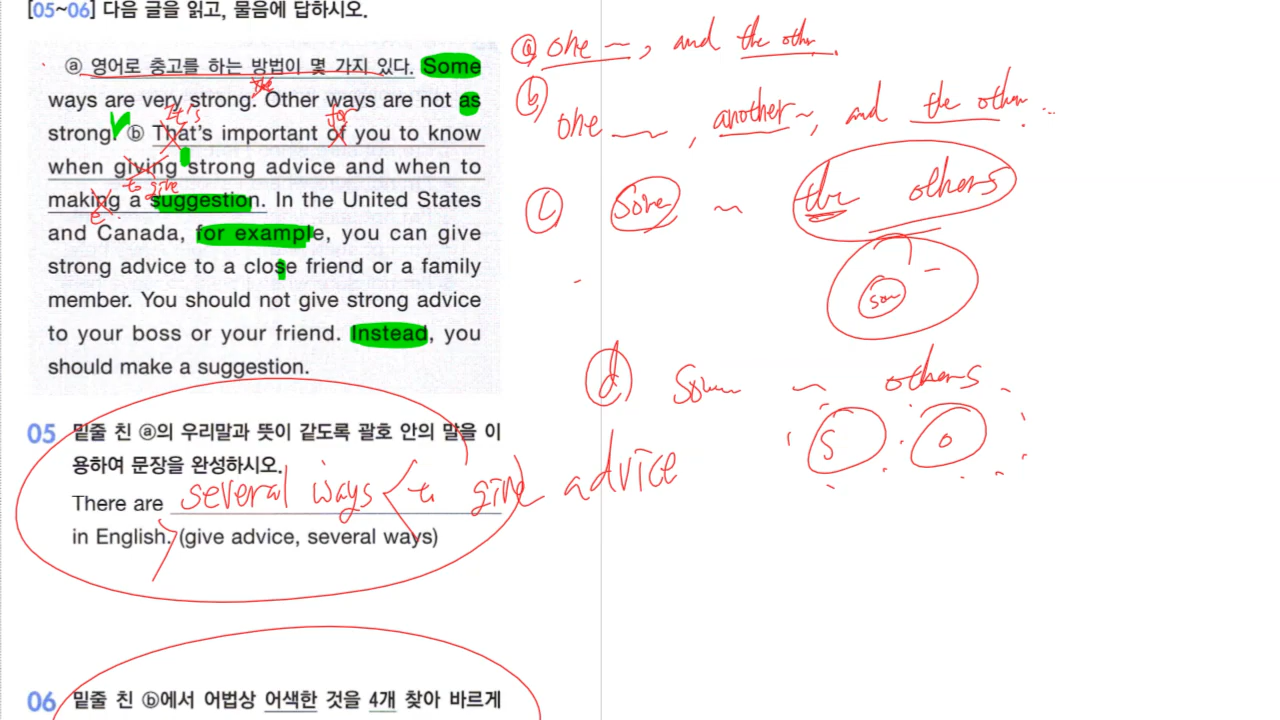 [05~06] 다음 글을 읽고, 물음에 답하시오.
ⓐ 영어로 충고를 하는 방법이 몇 가지 있다. Some
ways are very strong. Other ways are not as
the
strong. ⓑ That's important of you to know
It's
for
when giving strong advice and when to
to give
making a suggestion. In the United States
e
and Canada, for example, you can give
strong advice to a close friend or a family
member. You should not give strong advice
to your boss or your friend. Instead, you
should make a suggestion.
05 밑줄 친 ⓐ의 우리말과 뜻이 같도록 괄호 안의 말을 이
용하여 문장을 완성하시오.
There are several ways to give advice
in English. (give advice, several ways)
06 밑줄 친 ⓑ에서 어법상 어색한 것을 4개 찾아 바르게
ⓐ one ~, and the other
ⓑ one , another ~, and the other ...
ⓒ Some ~ the others
som
ⓓ Some ~ others
S O